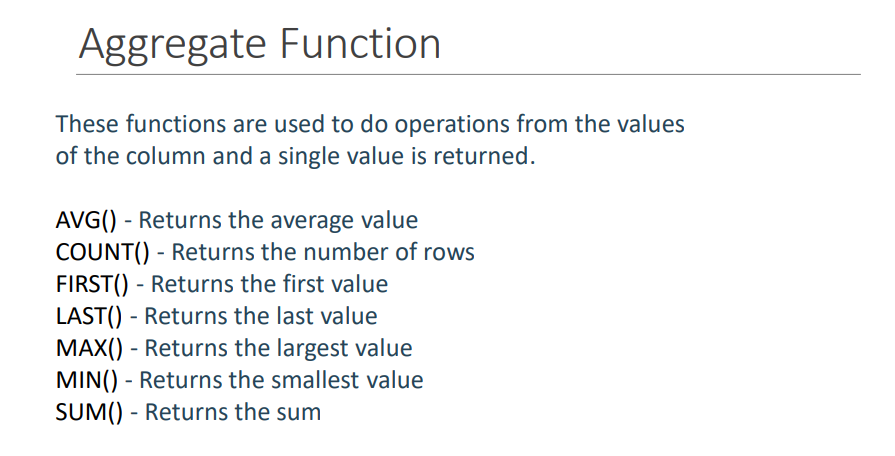 Aggregate Function
These functions are used to do operations from the values
of the column and a single value is returned.
AVG() - Returns the average value
COUNT() - Returns the number of rows
FIRST() - Returns the first value
LAST() - Returns the last value
MAX() - Returns the largest value
MIN() - Returns the smallest value
SUM() - Returns the sum